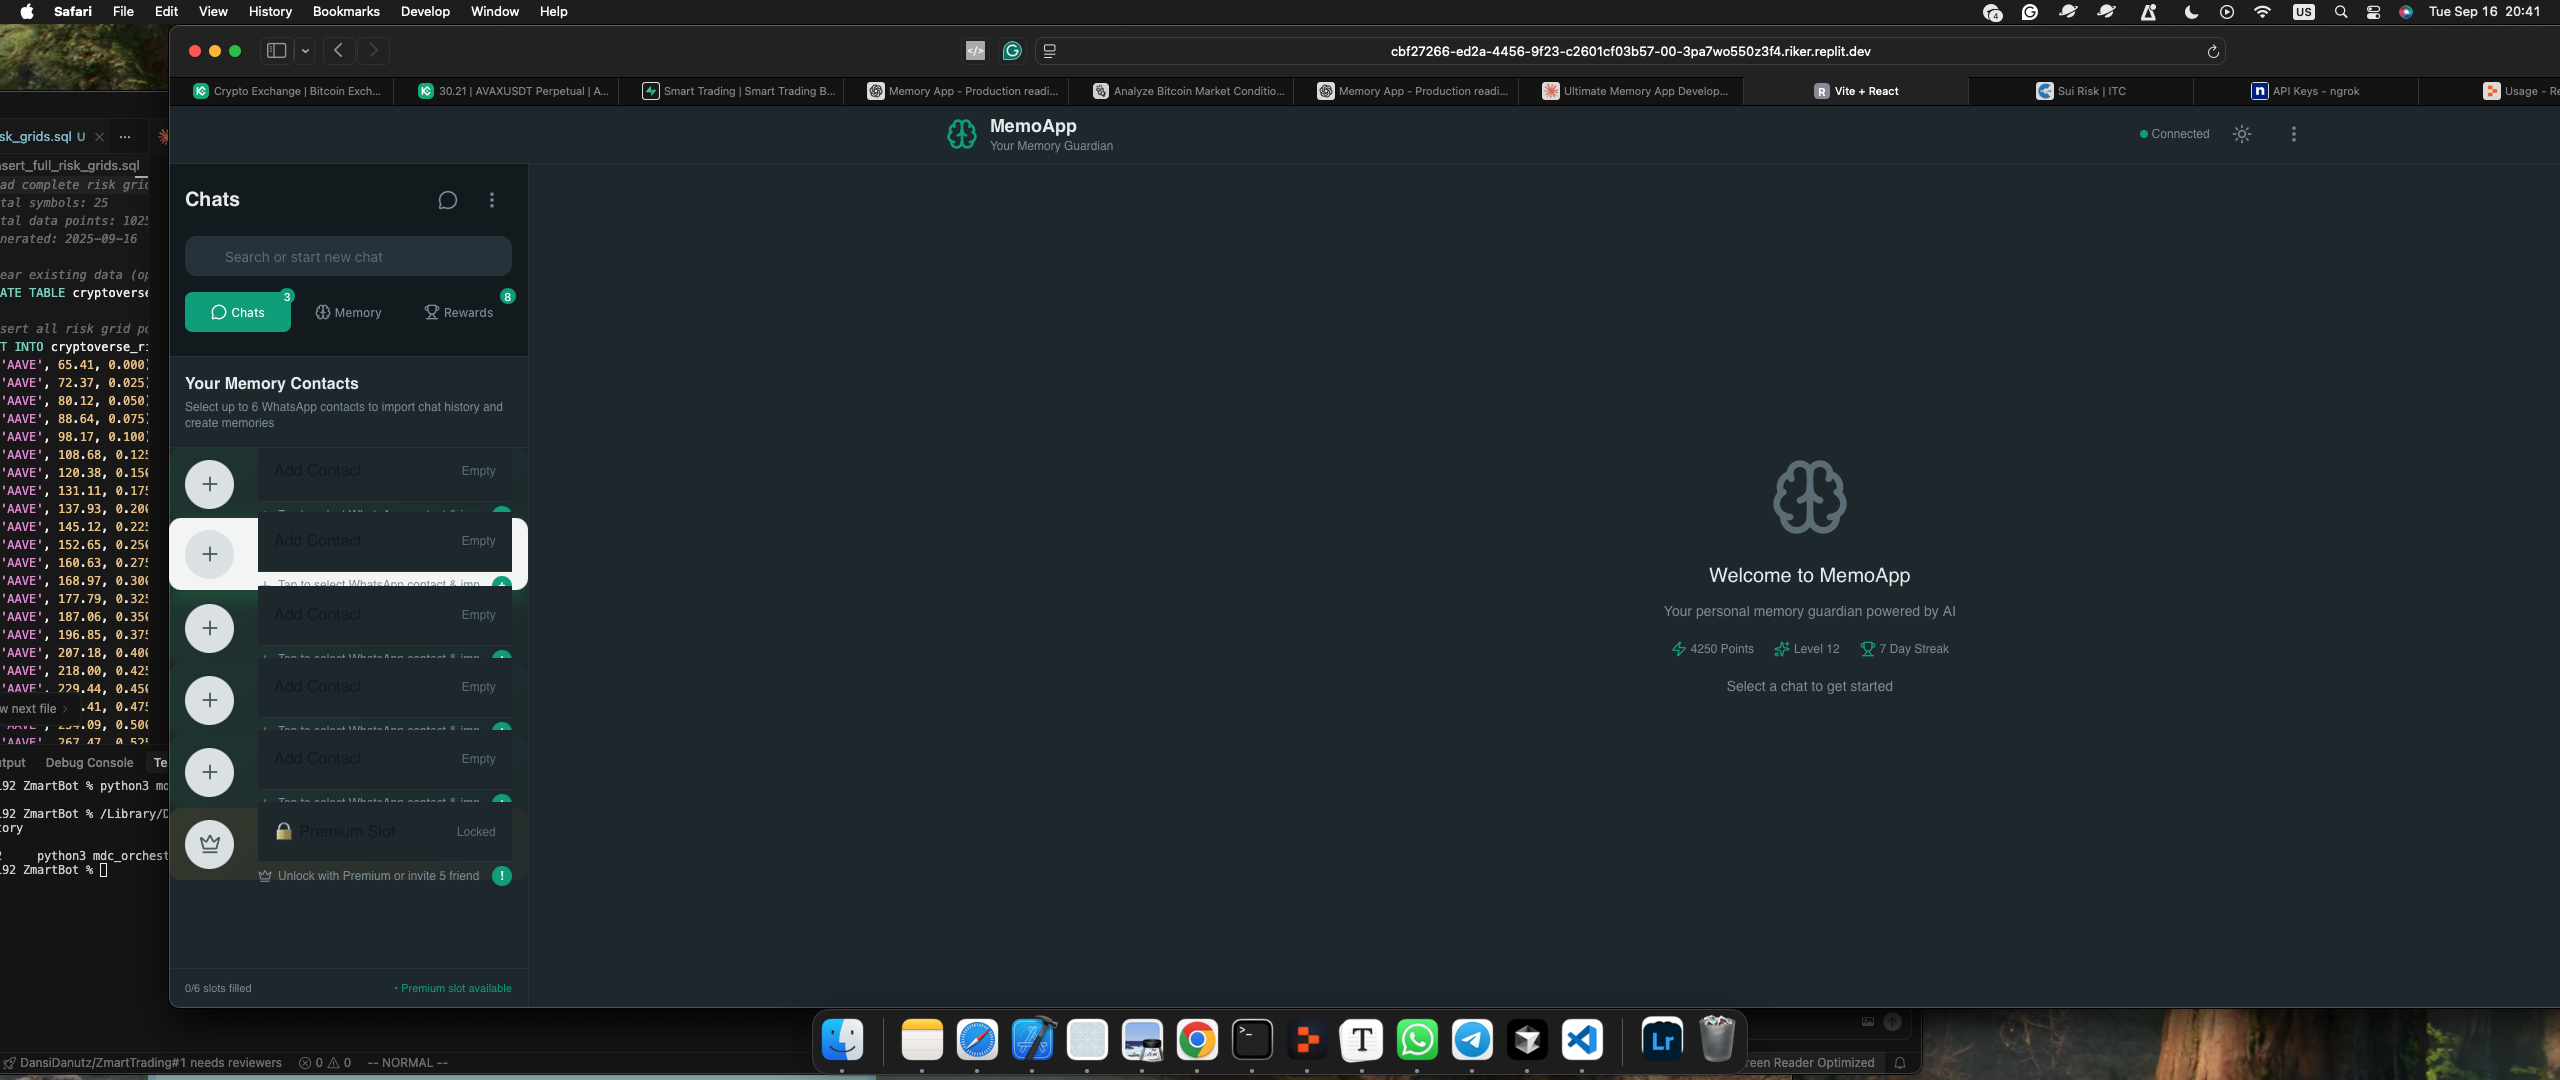 Safari File Edit View History Bookmarks Develop Window Help
4 US Tue Sep 16 20:41
cbf27266-ed2a-4456-9f23-c2601cf03b57-00-3pa7wo550z3f4.riker.replit.dev
Crypto Exchange | Bitcoin Exch...
30.21 | AVAXUSDT Perpetual | A...
Smart Trading | Smart Trading B...
Memory App - Production readi...
Analyze Bitcoin Market Conditio...
Memory App - Production readi...
Ultimate Memory App Develop...
R Vite + React
Sui Risk | ITC
n API Keys - ngrok
Usage - Re
sk_grids.sql U
sert_full_risk_grids.sql
ad complete risk grid
tal symbols: 25
tal data points: 1025
nerated: 2025-09-16
ear existing data (op
ATE TABLE cryptoverse
sert all risk grid po
T INTO cryptoverse_ri
'AAVE', 65.41, 0.000)
'AAVE', 72.37, 0.025)
'AAVE', 80.12, 0.050)
'AAVE', 88.64, 0.075)
'AAVE', 98.17, 0.100)
'AAVE', 108.68, 0.125
'AAVE', 120.38, 0.150
'AAVE', 131.11, 0.175
'AAVE', 137.93, 0.200
'AAVE', 145.12, 0.225
'AAVE', 152.65, 0.250
'AAVE', 160.63, 0.275
'AAVE', 168.97, 0.300
'AAVE', 177.79, 0.325
'AAVE', 187.06, 0.350
'AAVE', 196.85, 0.375
'AAVE', 207.18, 0.400
'AAVE', 218.00, 0.425
'AAVE', 229.44, 0.450
w next file .41, 0.475
'AAVE', 254.09, 0.500
'AAVE', 267.47, 0.525
utput Debug Console Te
92 ZmartBot % python3 md
92 ZmartBot % /Library/D
tory
python3 mdc_orchest
92 ZmartBot %
DansiDanutz/ZmartTrading#1 needs reviewers 0 0 -- NORMAL --
MemoApp
Your Memory Guardian
Connected
Chats
Search or start new chat
Chats 3
Memory
Rewards 8
Your Memory Contacts
Select up to 6 WhatsApp contacts to import chat history and
create memories
Add Contact Empty
Add Contact Empty
Tap to select WhatsApp contact & imp
Add Contact Empty
Tap to select WhatsApp contact & imp
Add Contact Empty
Tap to select WhatsApp contact & imp
Add Contact Empty
Tap to select WhatsApp contact & imp
Premium Slot Locked
Unlock with Premium or invite 5 friend !
0/6 slots filled
• Premium slot available
Welcome to MemoApp
Your personal memory guardian powered by AI
4250 Points Level 12 7 Day Streak
Select a chat to get started
T
Lr
reen Reader Optimized